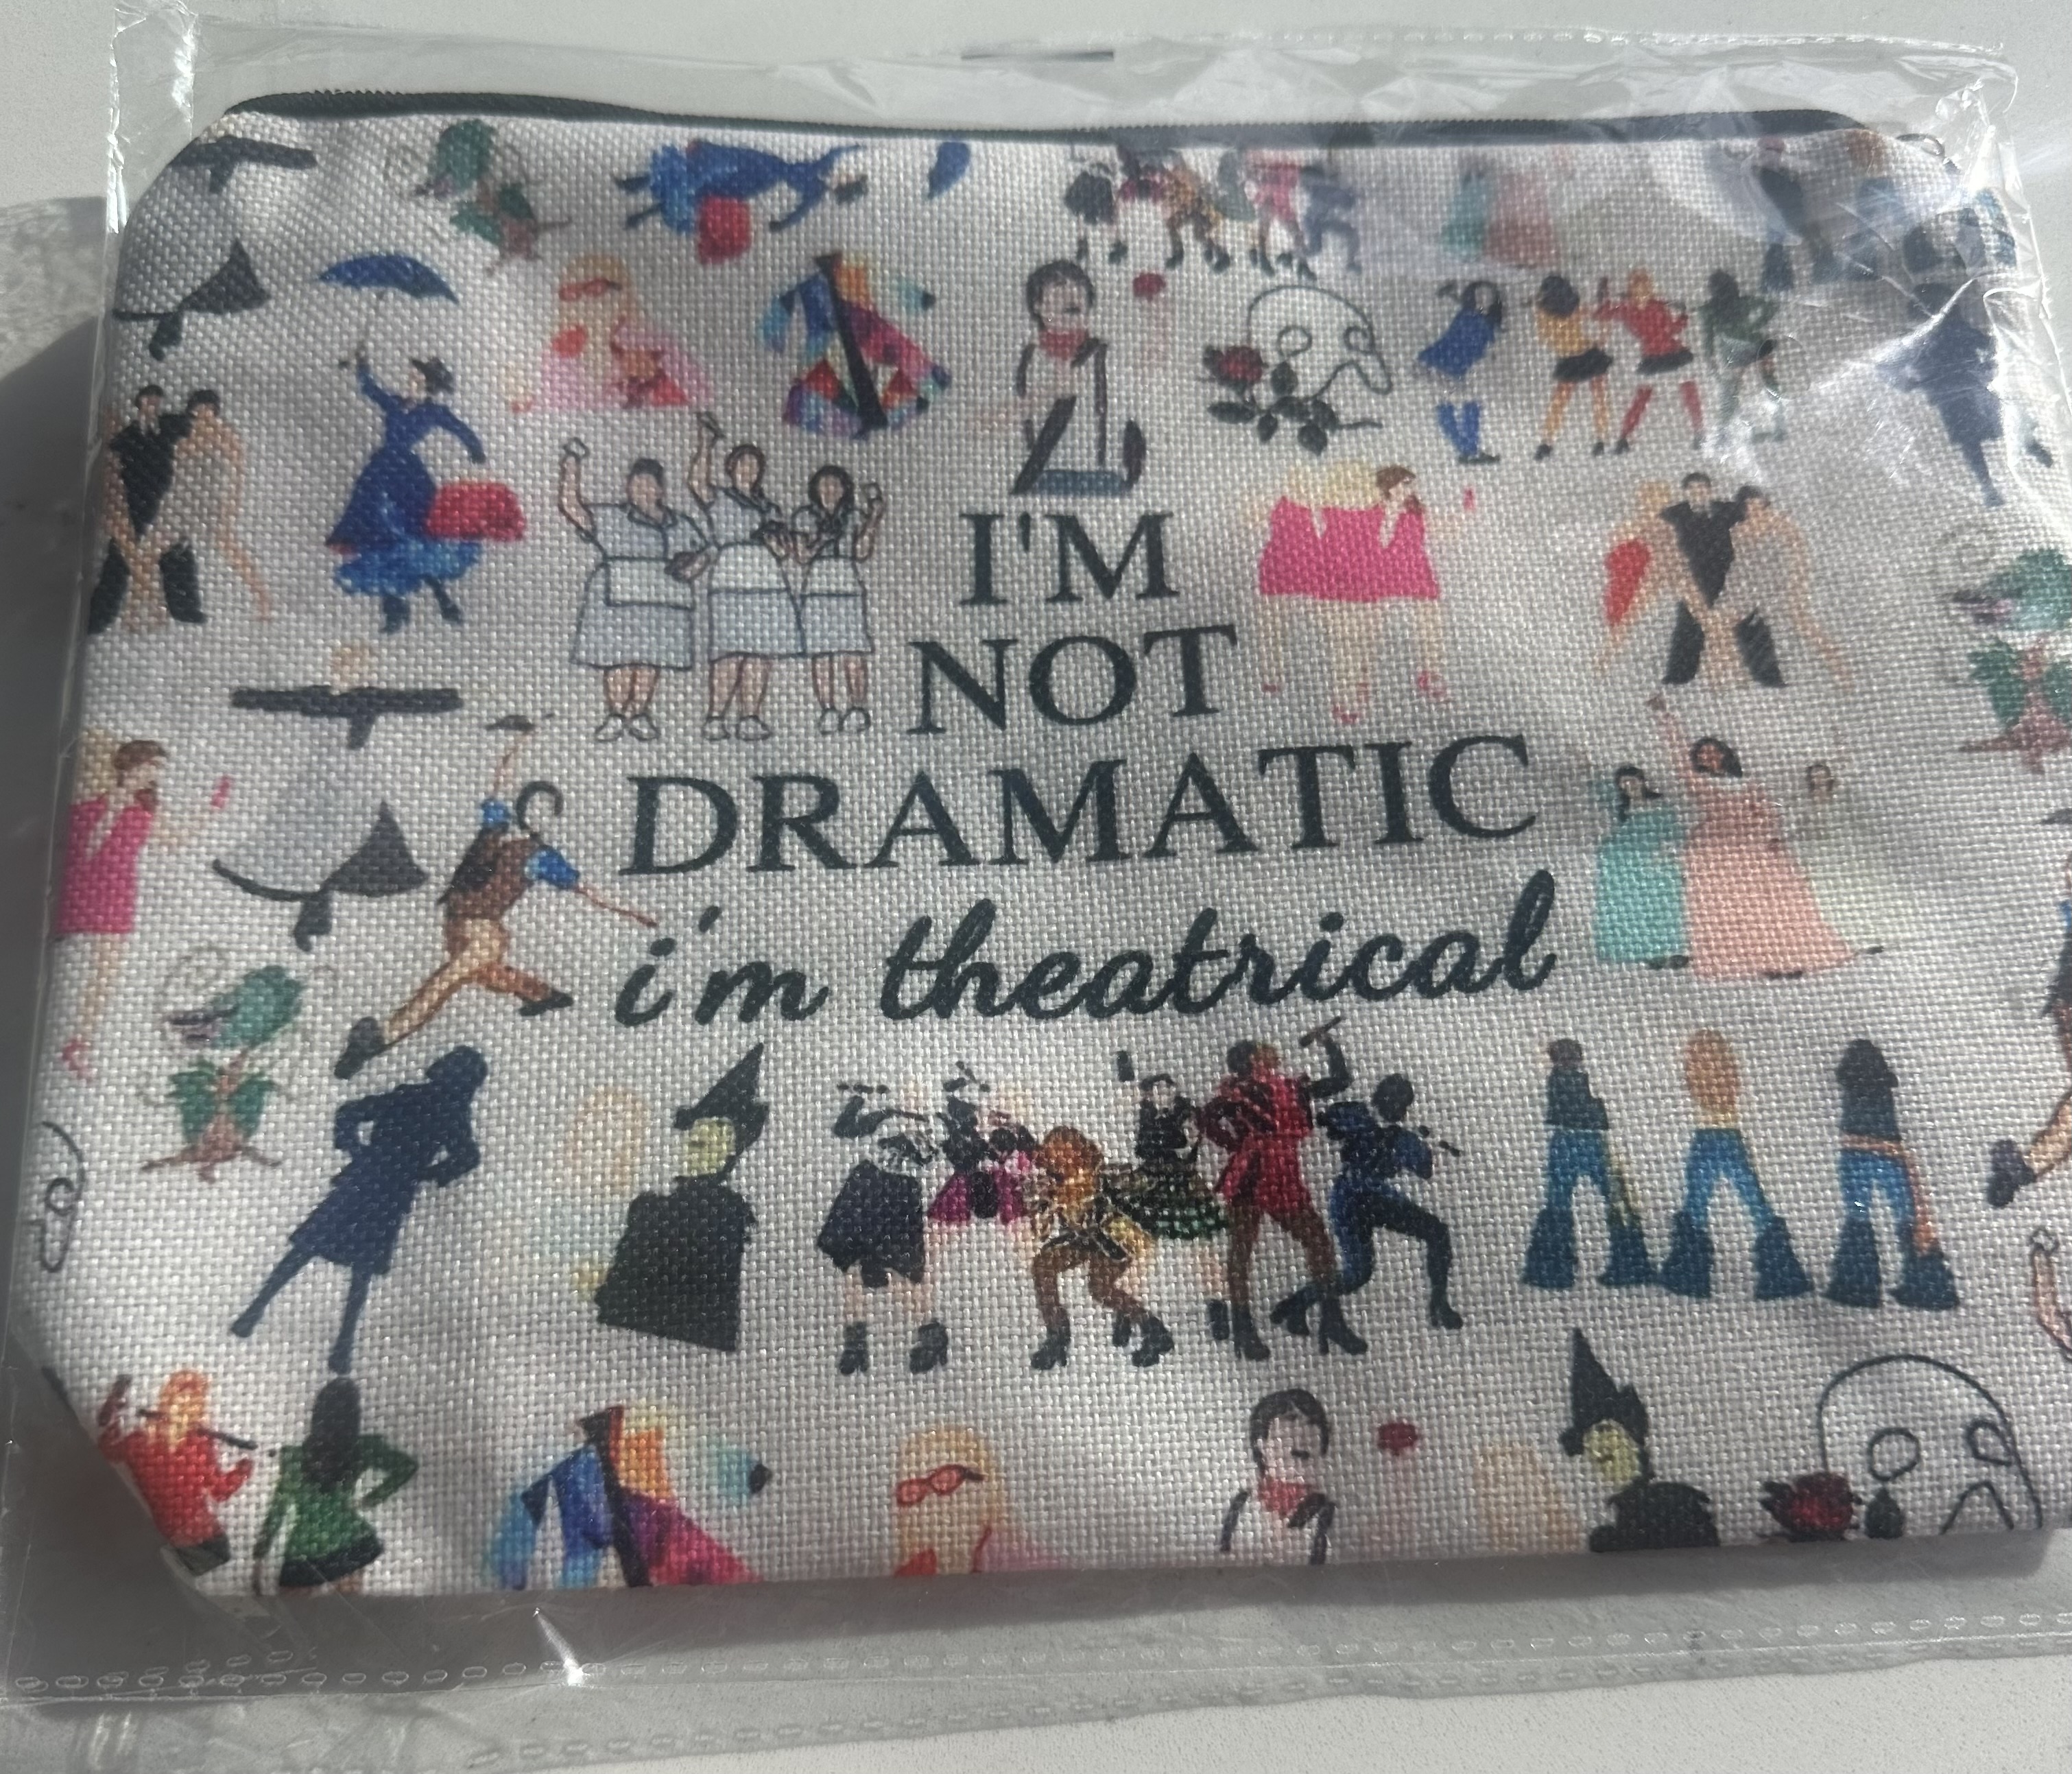 I'M
NOT
DRAMATIC
i'm theatrical